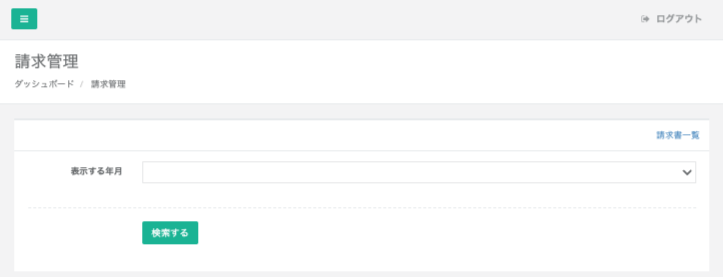 ログアウト
請求管理
ダッシュボード / 請求管理
請求書一覧
表示する年月
検索する